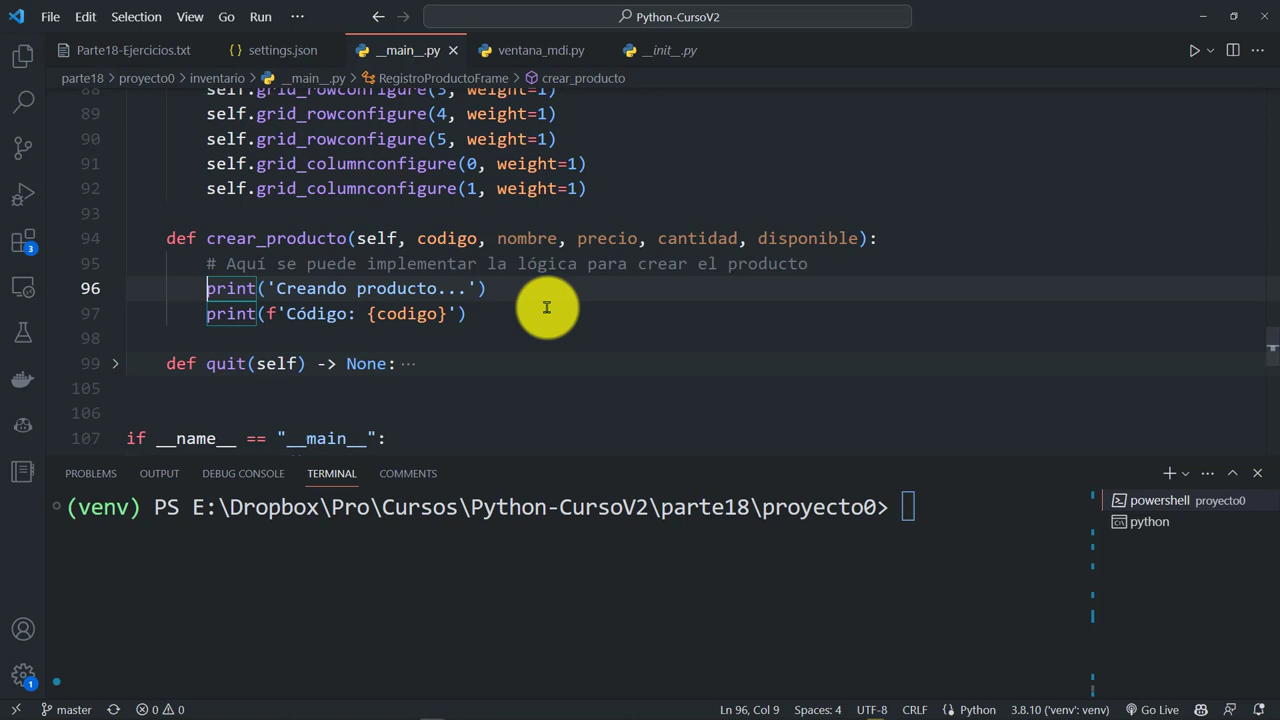 File Edit Selection View Go Run ··· Python-CursoV2
Parte18-Ejercicios.txt {} settings.json __main__.py ventana_mdi.py __init__.py
parte18 > proyecto0 > inventario > __main__.py > RegistroProductoFrame > crear_producto
88 self.grid_rowconfigure(3, weight=1)
89 self.grid_rowconfigure(4, weight=1)
90 self.grid_rowconfigure(5, weight=1)
91 self.grid_columnconfigure(0, weight=1)
92 self.grid_columnconfigure(1, weight=1)
93
94 def crear_producto(self, codigo, nombre, precio, cantidad, disponible):
95 # Aquí se puede implementar la lógica para crear el producto
96 print('Creando producto...')
97 print(f'Código: {codigo}')
98
99 def quit(self) -> None:···
105
106
107 if __name__ == "__main__":
PROBLEMS OUTPUT DEBUG CONSOLE TERMINAL COMMENTS
(venv) PS E:\Dropbox\Pro\Cursos\Python-CursoV2\parte18\proyecto0>
powershell proyecto0
python
3
1
master 0 0 Ln 96, Col 9 Spaces: 4 UTF-8 CRLF {} Python 3.8.10 ('venv': venv) Go Live